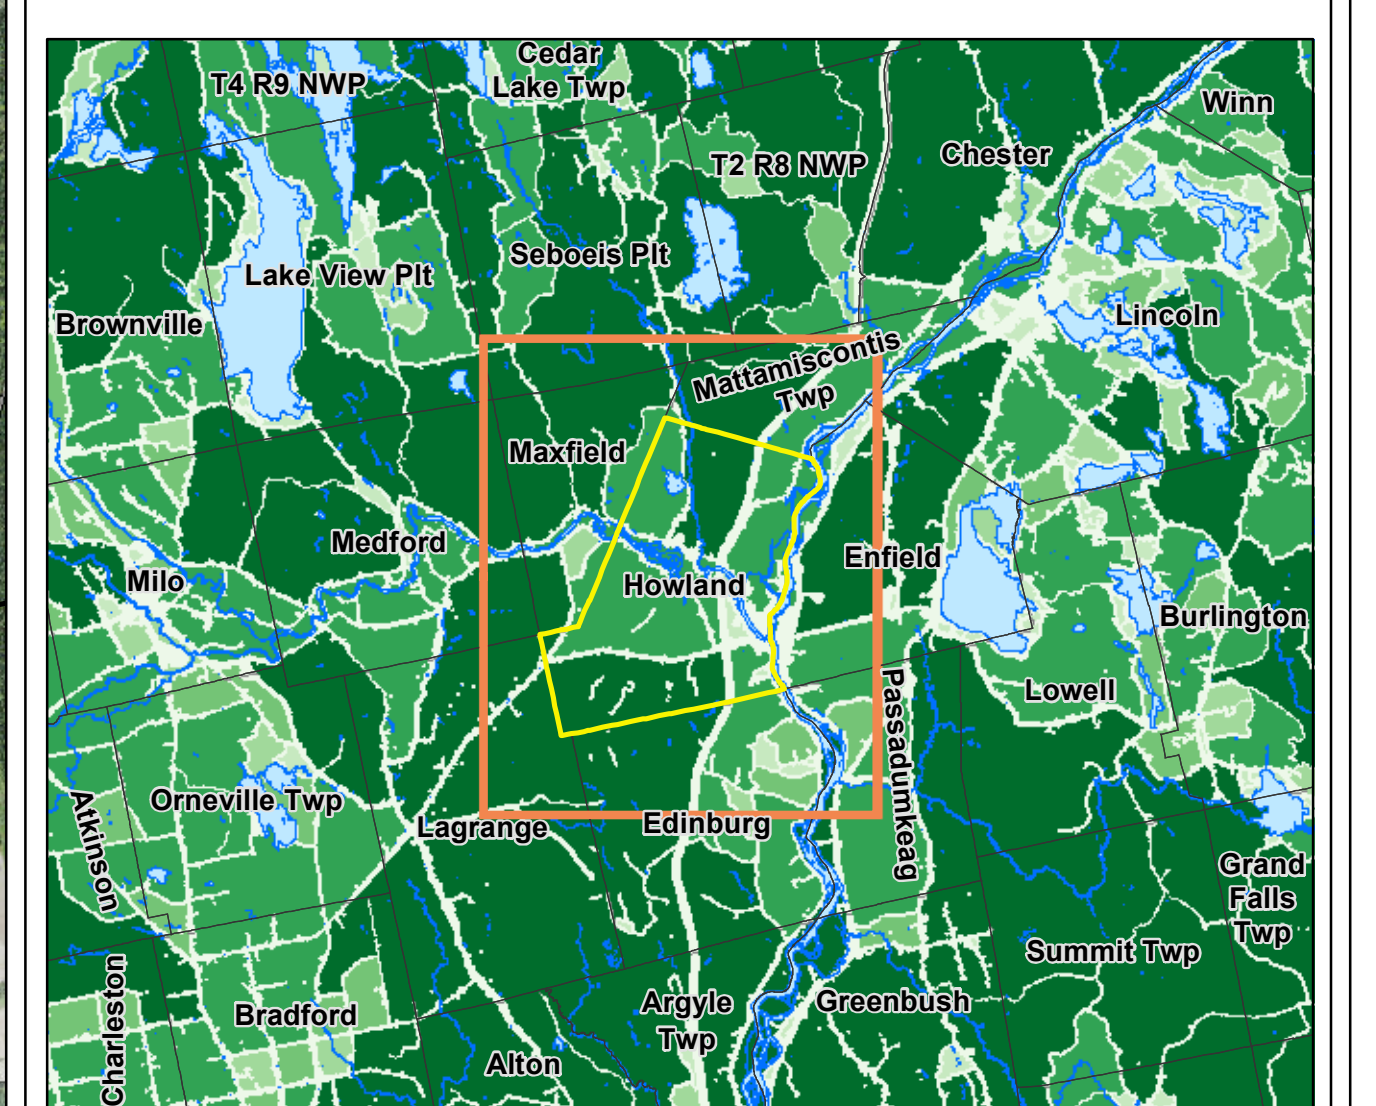 Cedar
Lake Twp
T4 R9 NWP
Winn
Chester
T2 R8 NWP
Seboeis Plt
Lake View Plt
Brownville
Lincoln
Mattamiscontis
Twp
Maxfield
Medford
Enfield
Milo
Howland
Burlington
Passadumkeag
Lowell
Orneville Twp
Atkinson
Lagrange
Edinburg
Grand
Falls
Twp
Summit Twp
Charleston
Bradford
Argyle
Twp
Greenbush
Alton